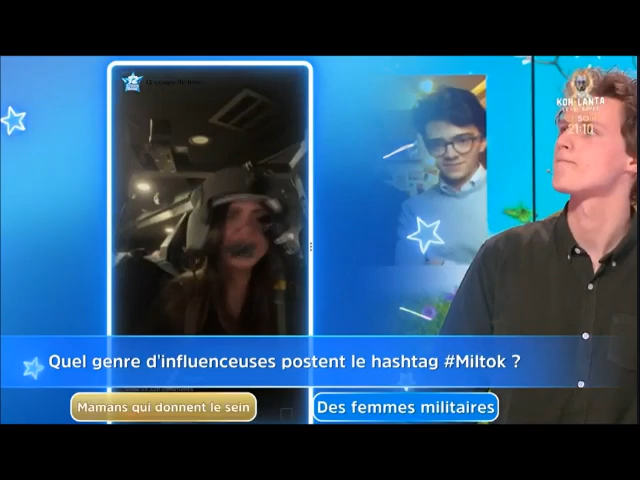 12
KOH-LANTA
21:10
Quel genre d'influenceuses postent le hashtag #Miltok ?
Mamans qui donnent le sein
Des femmes militaires